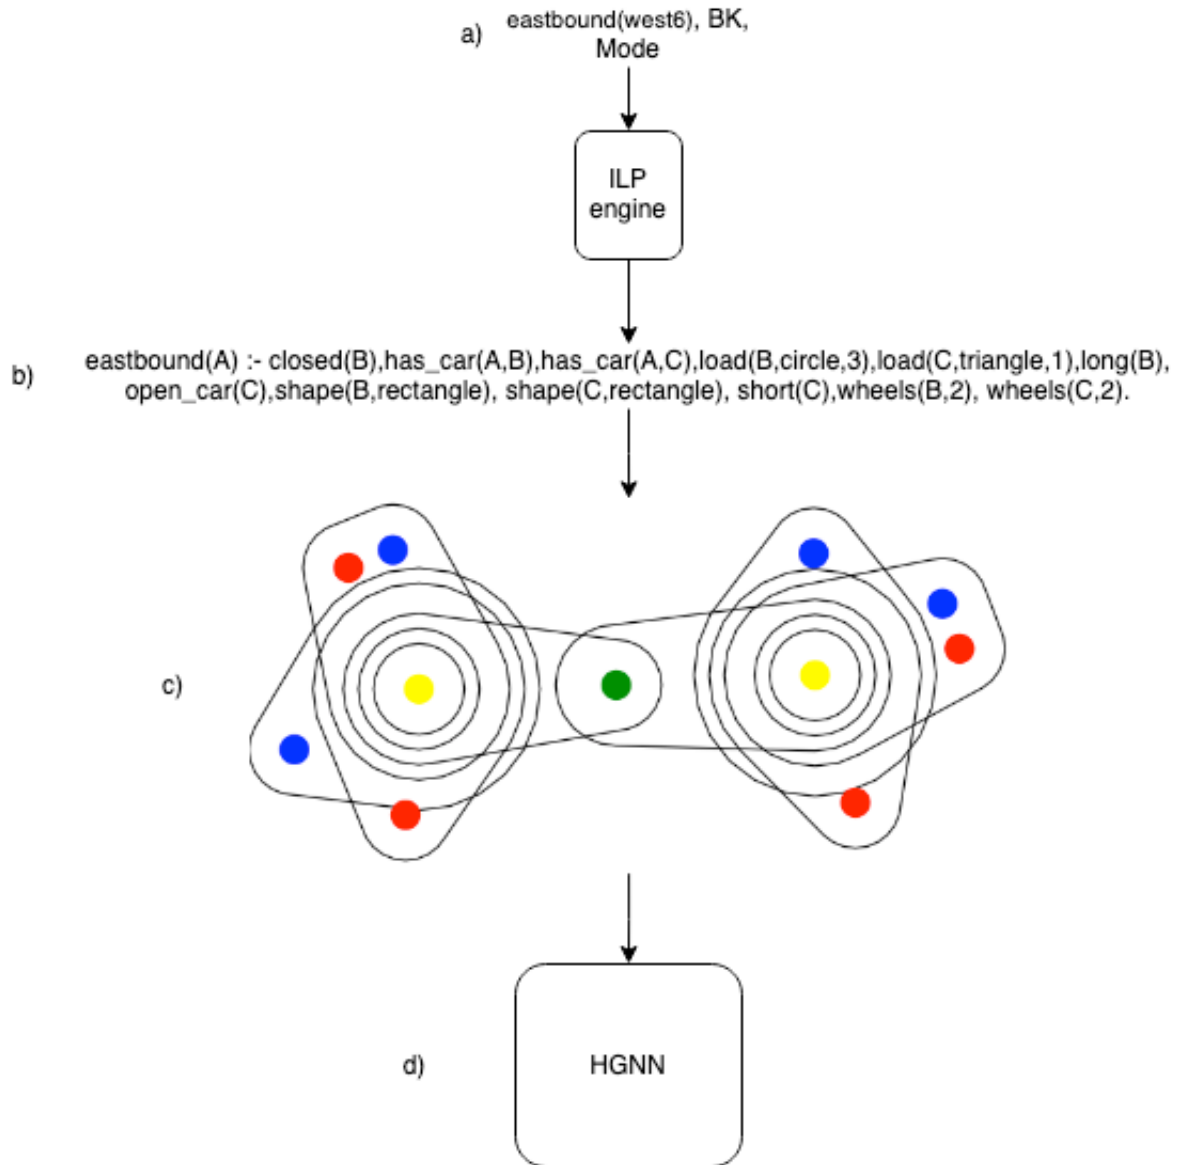 a) eastbound(west6), BK,
Mode
ILP
engine
b) eastbound(A) :- closed(B),has_car(A,B),has_car(A,C),load(B,circle,3),load(C,triangle,1),long(B),
open_car(C),shape(B,rectangle), shape(C,rectangle), short(C),wheels(B,2), wheels(C,2).
c)
d) HGNN